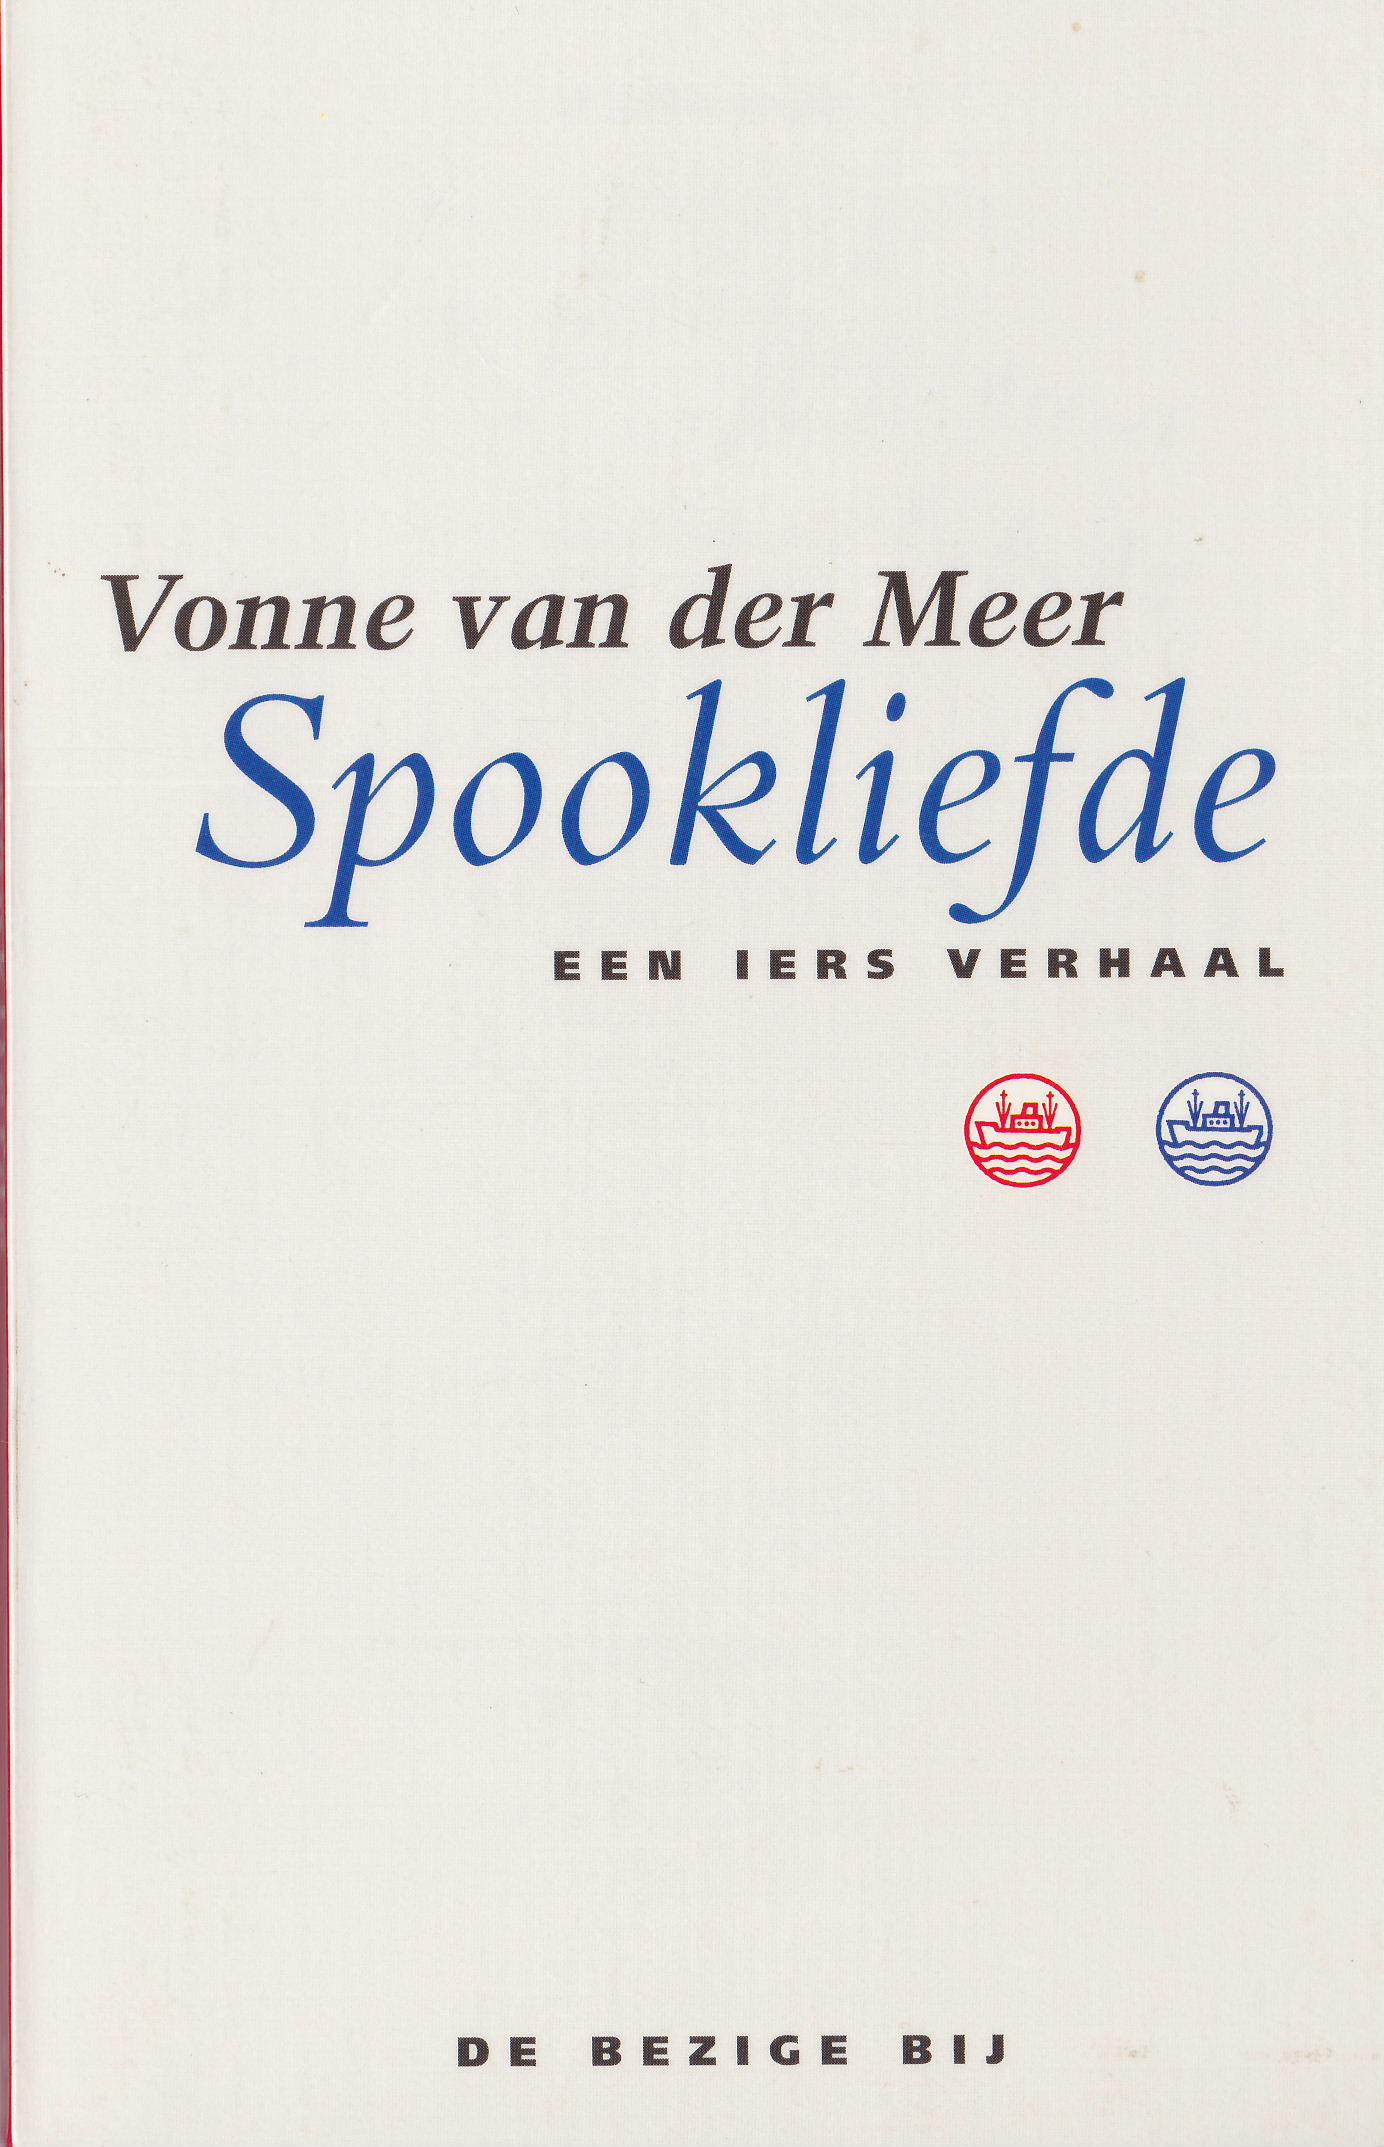 Vonne van der Meer
Spookliefde
EEN IERS VERHAAL
DE BEZIGE BIJ